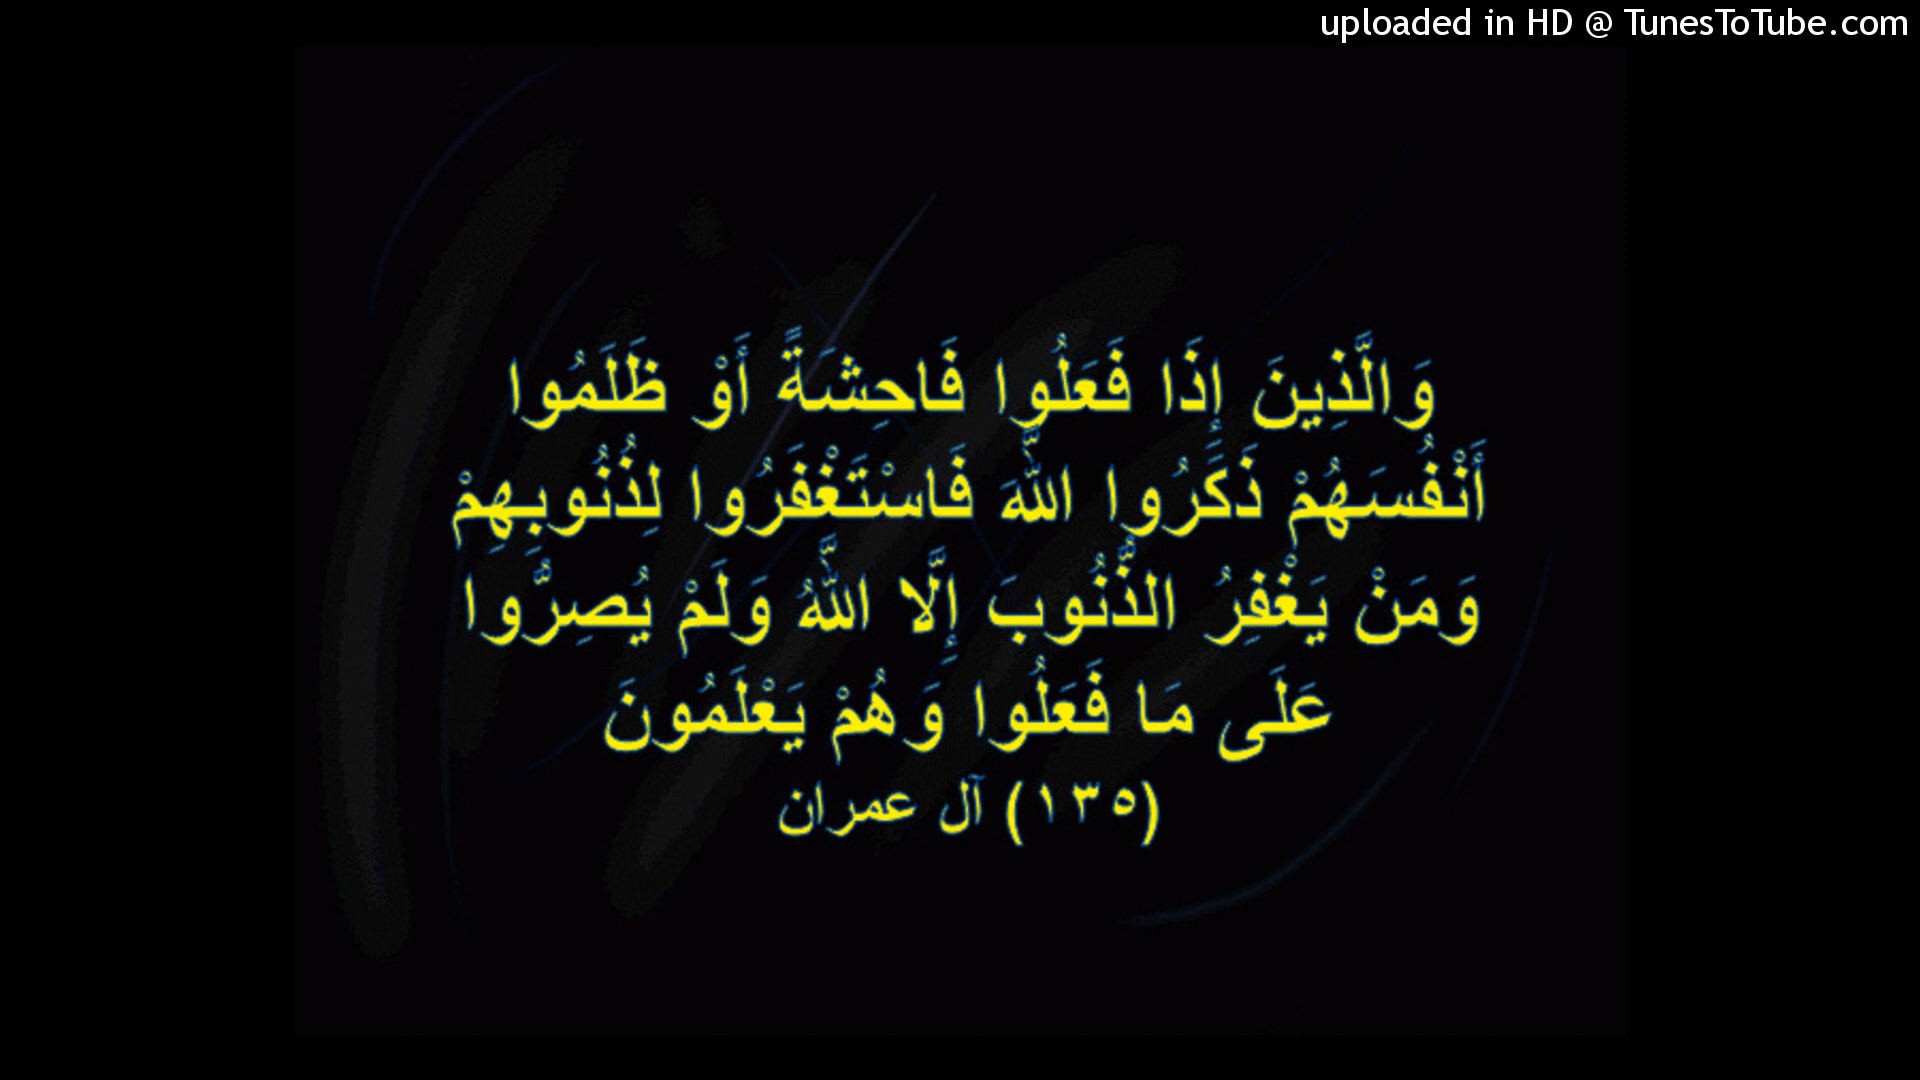 uploaded in HD @ TunesToTube.com
وَالَّذِينَ إِذَا فَعَلُوا فَاحِشَةً أَوْ ظَلَمُوا
أَنْفُسَهُمْ ذَكَرُوا اللَّهَ فَاسْتَغْفَرُوا لِذُنُوبِهِمْ
وَمَنْ يَغْفِرُ الذُّنُوبَ إِلَّا اللَّهُ وَلَمْ يُصِرُّوا
عَلَى مَا فَعَلُوا وَهُمْ يَعْلَمُونَ
(١٣٥) آل عمران